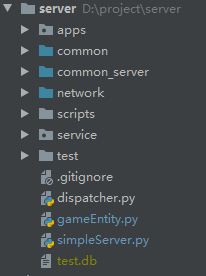 server D:\project\server
apps
common
common_server
network
scripts
service
test
.gitignore
dispatcher.py
gameEntity.py
simpleServer.py
test.db